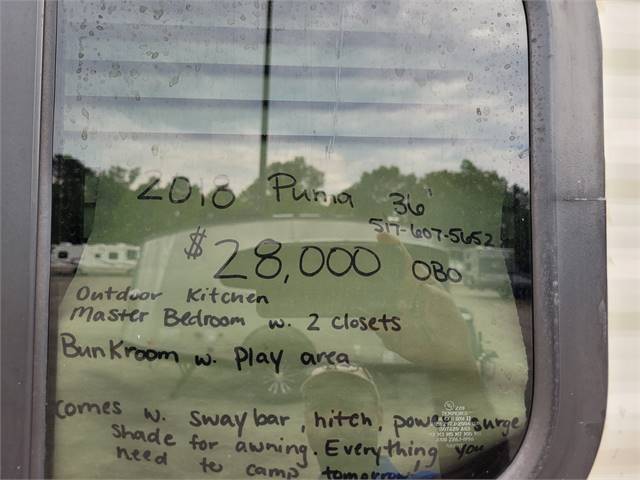 2018 Puma 36'
517-607-5652
$28,000 OBO
Outdoor Kitchen
Master Bedroom w. 2 closets
Bunkroom w. play area
Comes w. sway bar, hitch, power surge
shade for awning. Everything you
need to camp tomorrow